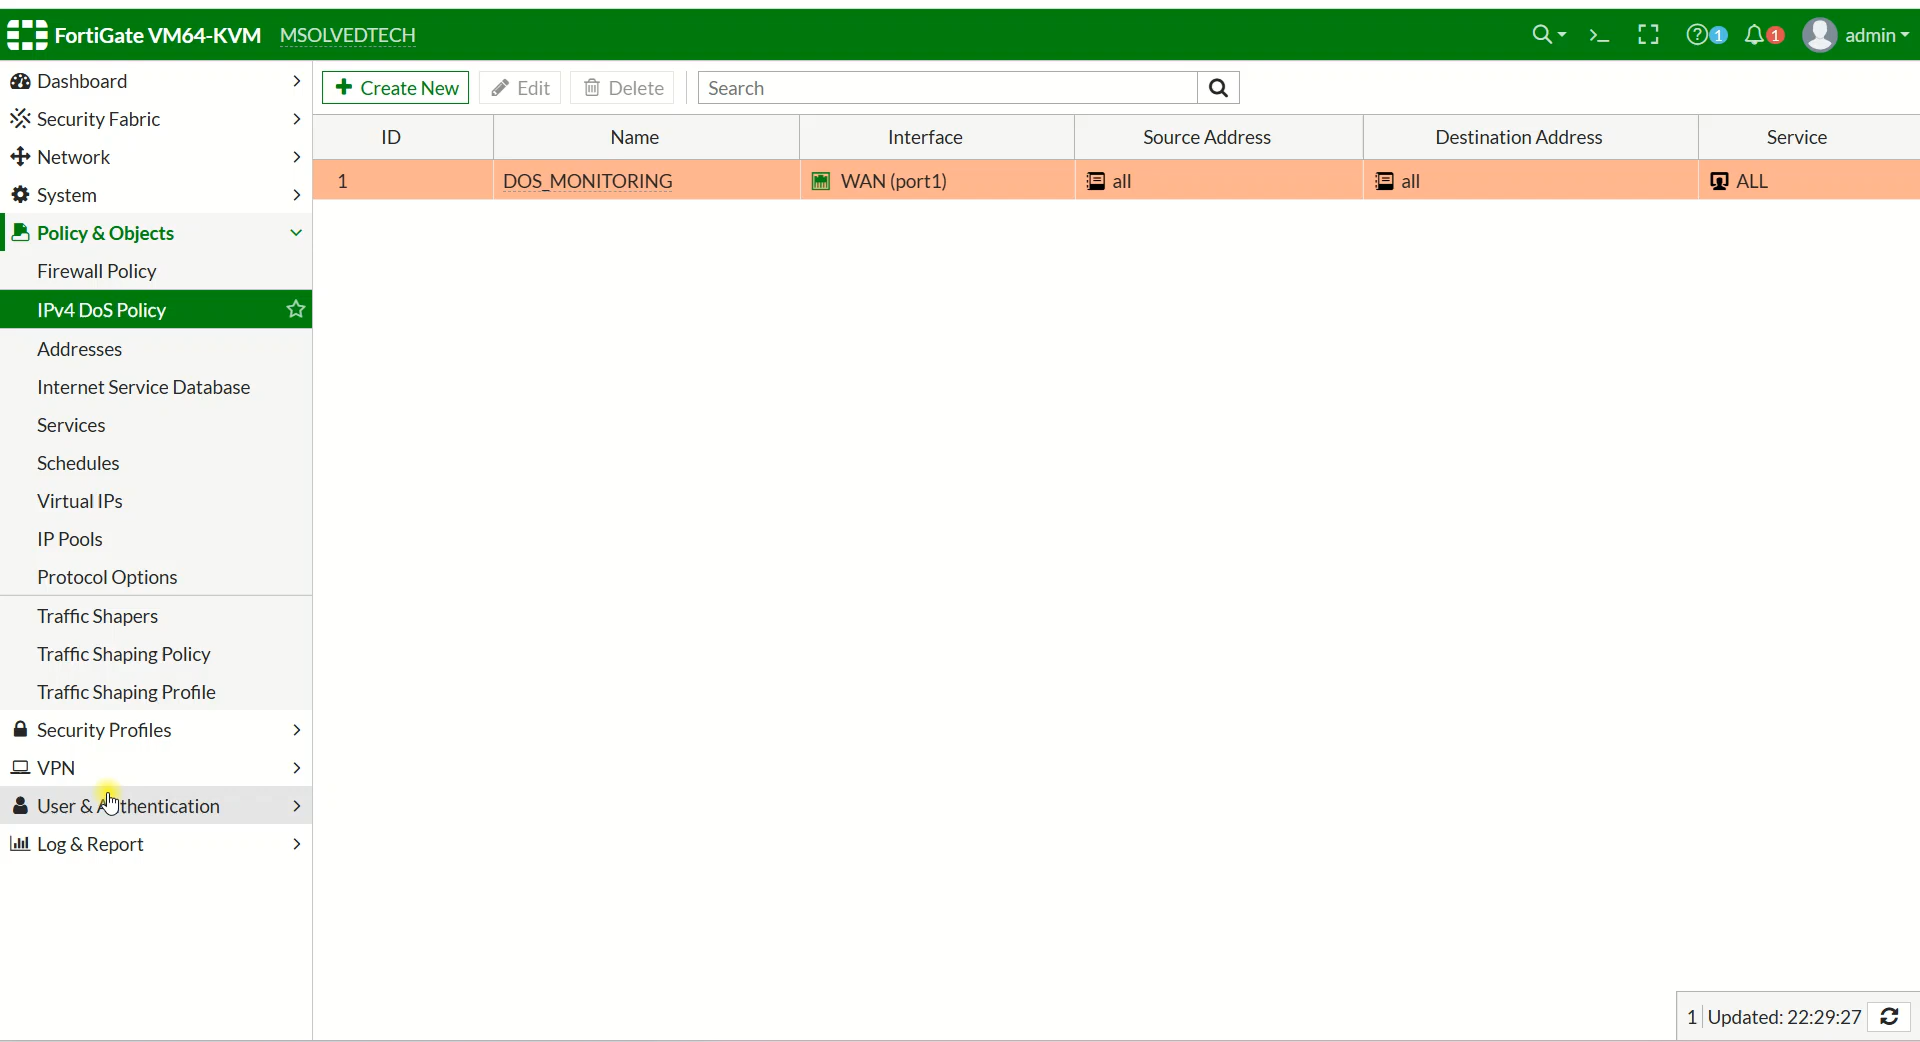 FortiGate VM64-KVM MSOLVEDTECH 1 1 admin
Dashboard
Security Fabric
Network
System
Policy & Objects
Firewall Policy
IPv4 DoS Policy
Addresses
Internet Service Database
Services
Schedules
Virtual IPs
IP Pools
Protocol Options
Traffic Shapers
Traffic Shaping Policy
Traffic Shaping Profile
Security Profiles
VPN
User & Authentication
Log & Report
Create New Edit Delete Search
ID Name Interface Source Address Destination Address Service
1 DOS_MONITORING WAN (port1) all all ALL
1 Updated: 22:29:27